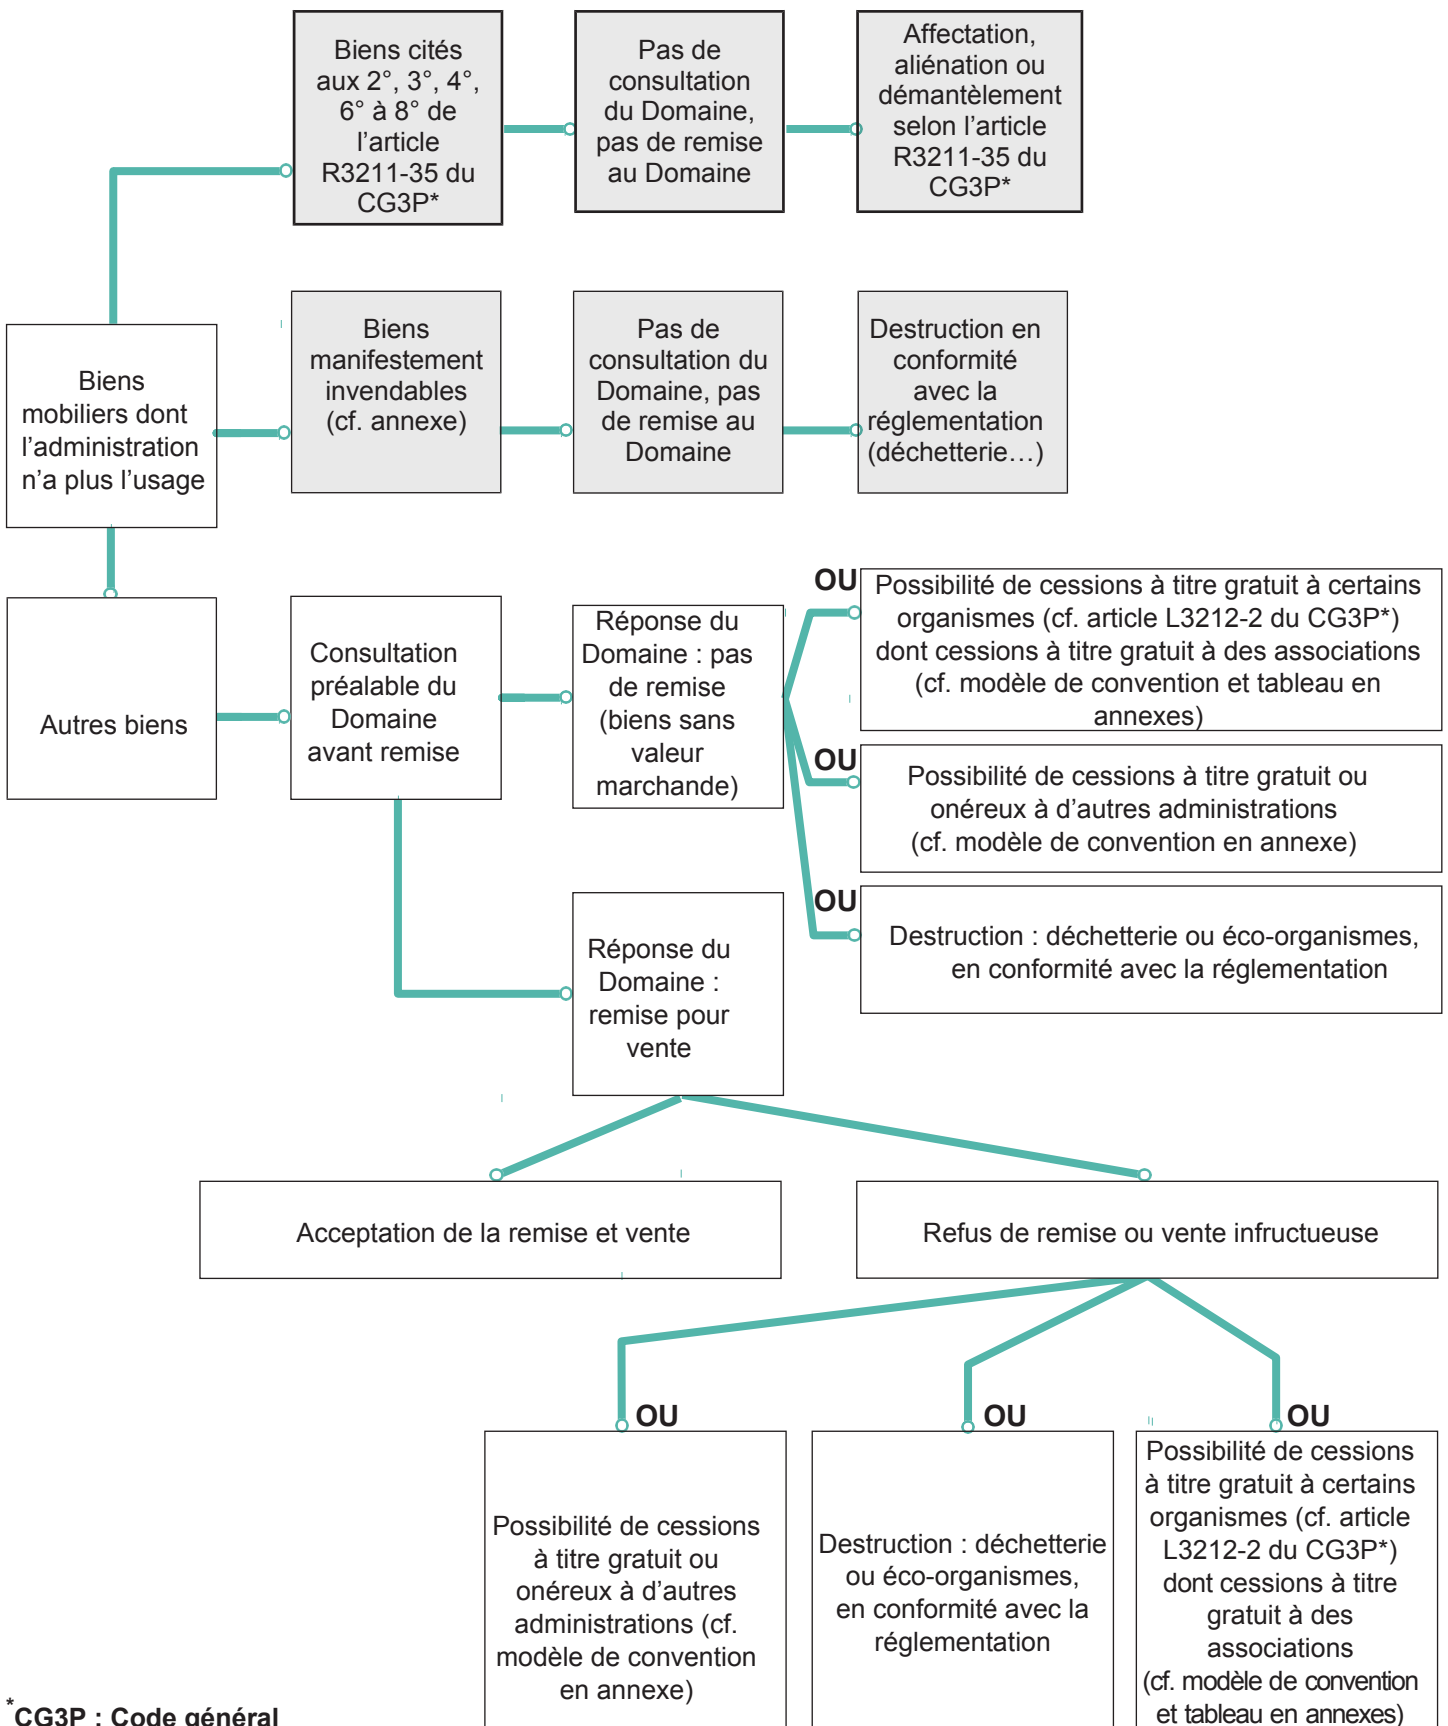 Biens cités
aux 2°, 3°, 4°,
6° à 8° de
l’article
R3211-35 du
CG3P*
Pas de
consultation
du Domaine,
pas de remise
au Domaine
Affectation,
aliénation ou
démantèlement
selon l’article
R3211-35 du
CG3P*
Biens
mobiliers dont
l’administration
n’a plus l’usage
Biens
manifestement
invendables
(cf. annexe)
Pas de
consultation du
Domaine, pas
de remise au
Domaine
Destruction en
conformité
avec la
réglementation
(déchetterie…)
Autres biens
Consultation
préalable du
Domaine
avant remise
Réponse du
Domaine : pas
de remise
(biens sans
valeur
marchande)
OU
Possibilité de cessions à titre gratuit à certains
organismes (cf. article L3212-2 du CG3P*)
dont cessions à titre gratuit à des associations
(cf. modèle de convention et tableau en
annexes)
OU
Possibilité de cessions à titre gratuit ou
onéreux à d’autres administrations
(cf. modèle de convention en annexe)
OU
Destruction : déchetterie ou éco-organismes,
en conformité avec la réglementation
Réponse du
Domaine :
remise pour
vente
Acceptation de la remise et vente
Refus de remise ou vente infructueuse
OU
Possibilité de cessions
à titre gratuit ou
onéreux à d’autres
administrations (cf.
modèle de convention
en annexe)
OU
Destruction : déchetterie
ou éco-organismes,
en conformité avec la
réglementation
OU
Possibilité de cessions
à titre gratuit à certains
organismes (cf. article
L3212-2 du CG3P*)
dont cessions à titre
gratuit à des
associations
(cf. modèle de convention
et tableau en annexes)
*CG3P : Code général